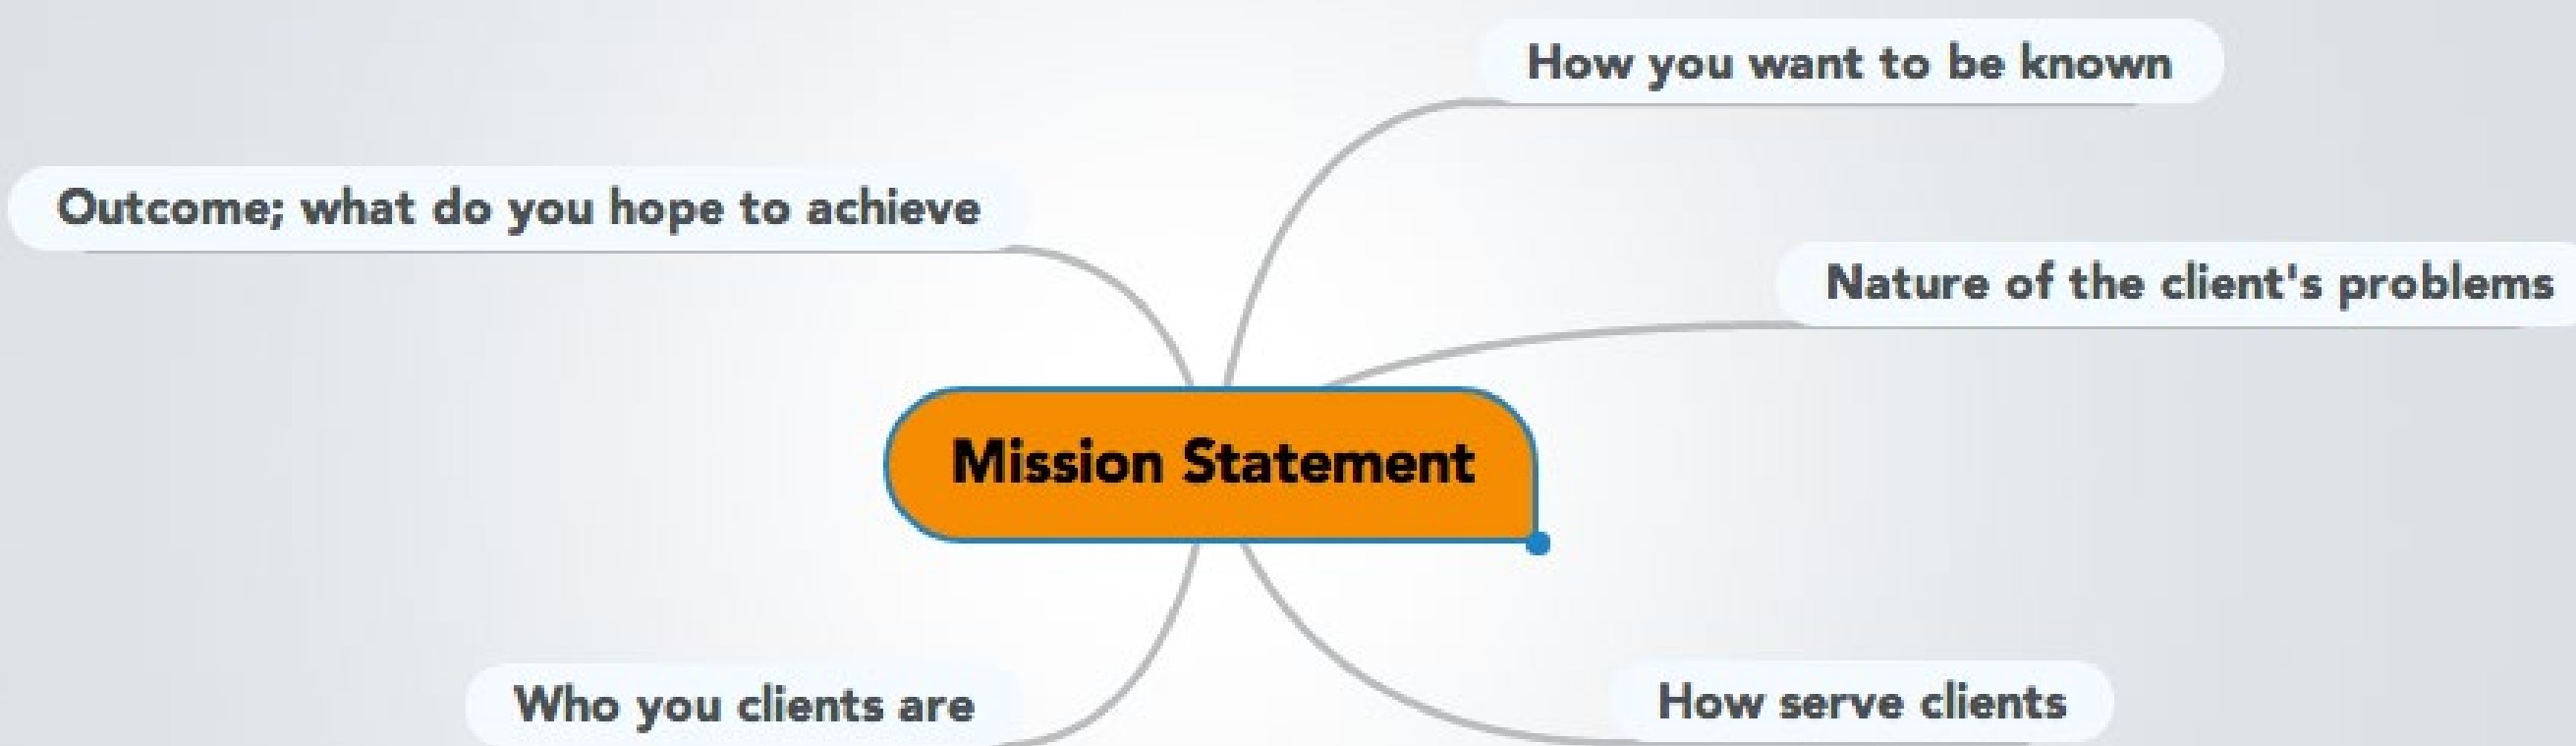 How you want to be known
Outcome; what do you hope to achieve
Nature of the client's problems
Mission Statement
Who you clients are
How serve clients